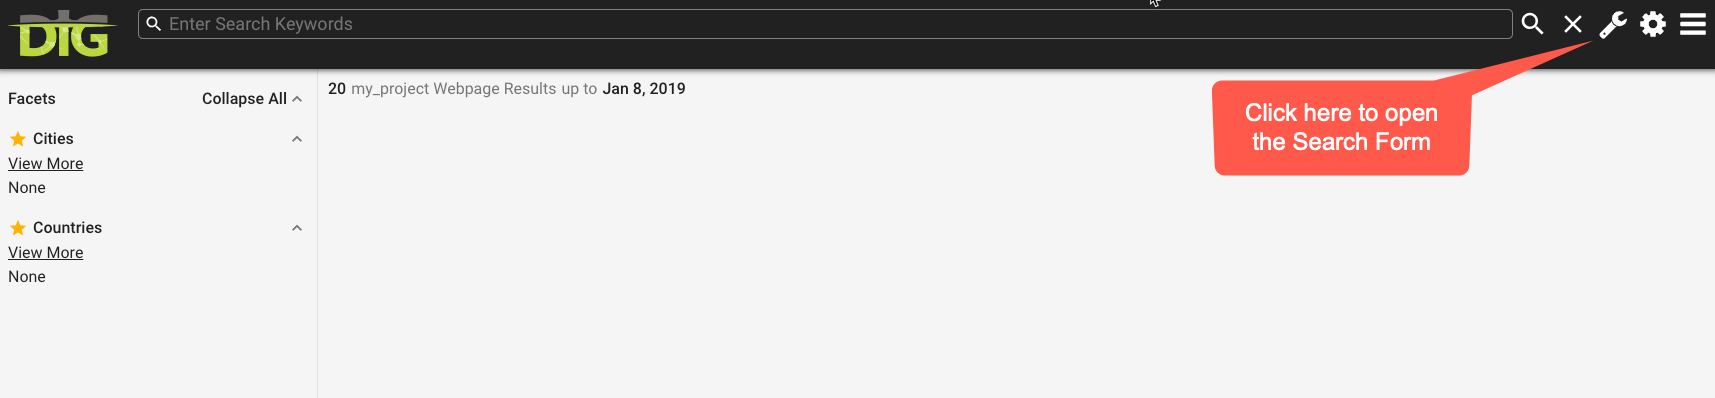 DIG
Enter Search Keywords
Facets
Collapse All
20 my_project Webpage Results up to Jan 8, 2019
Click here to open
the Search Form
Cities
View More
None
Countries
View More
None